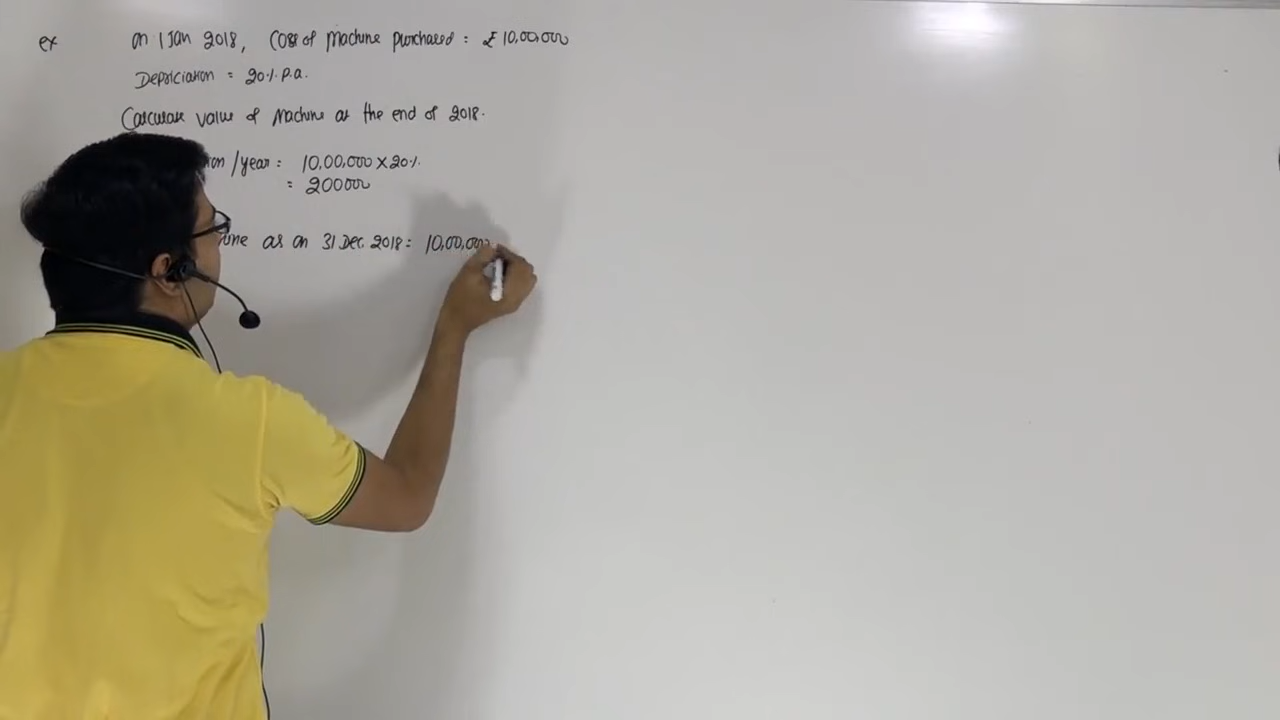 ex on 1 Jan 2018, Cost of Machine purchased = ₹ 10,00,000
Depriciation = 20% p.a.
Calculate value of Machine at the end of 2018.
/year = 10,00,000 x 20%
= 200000
as on 31 Dec. 2018 = 10,00,000